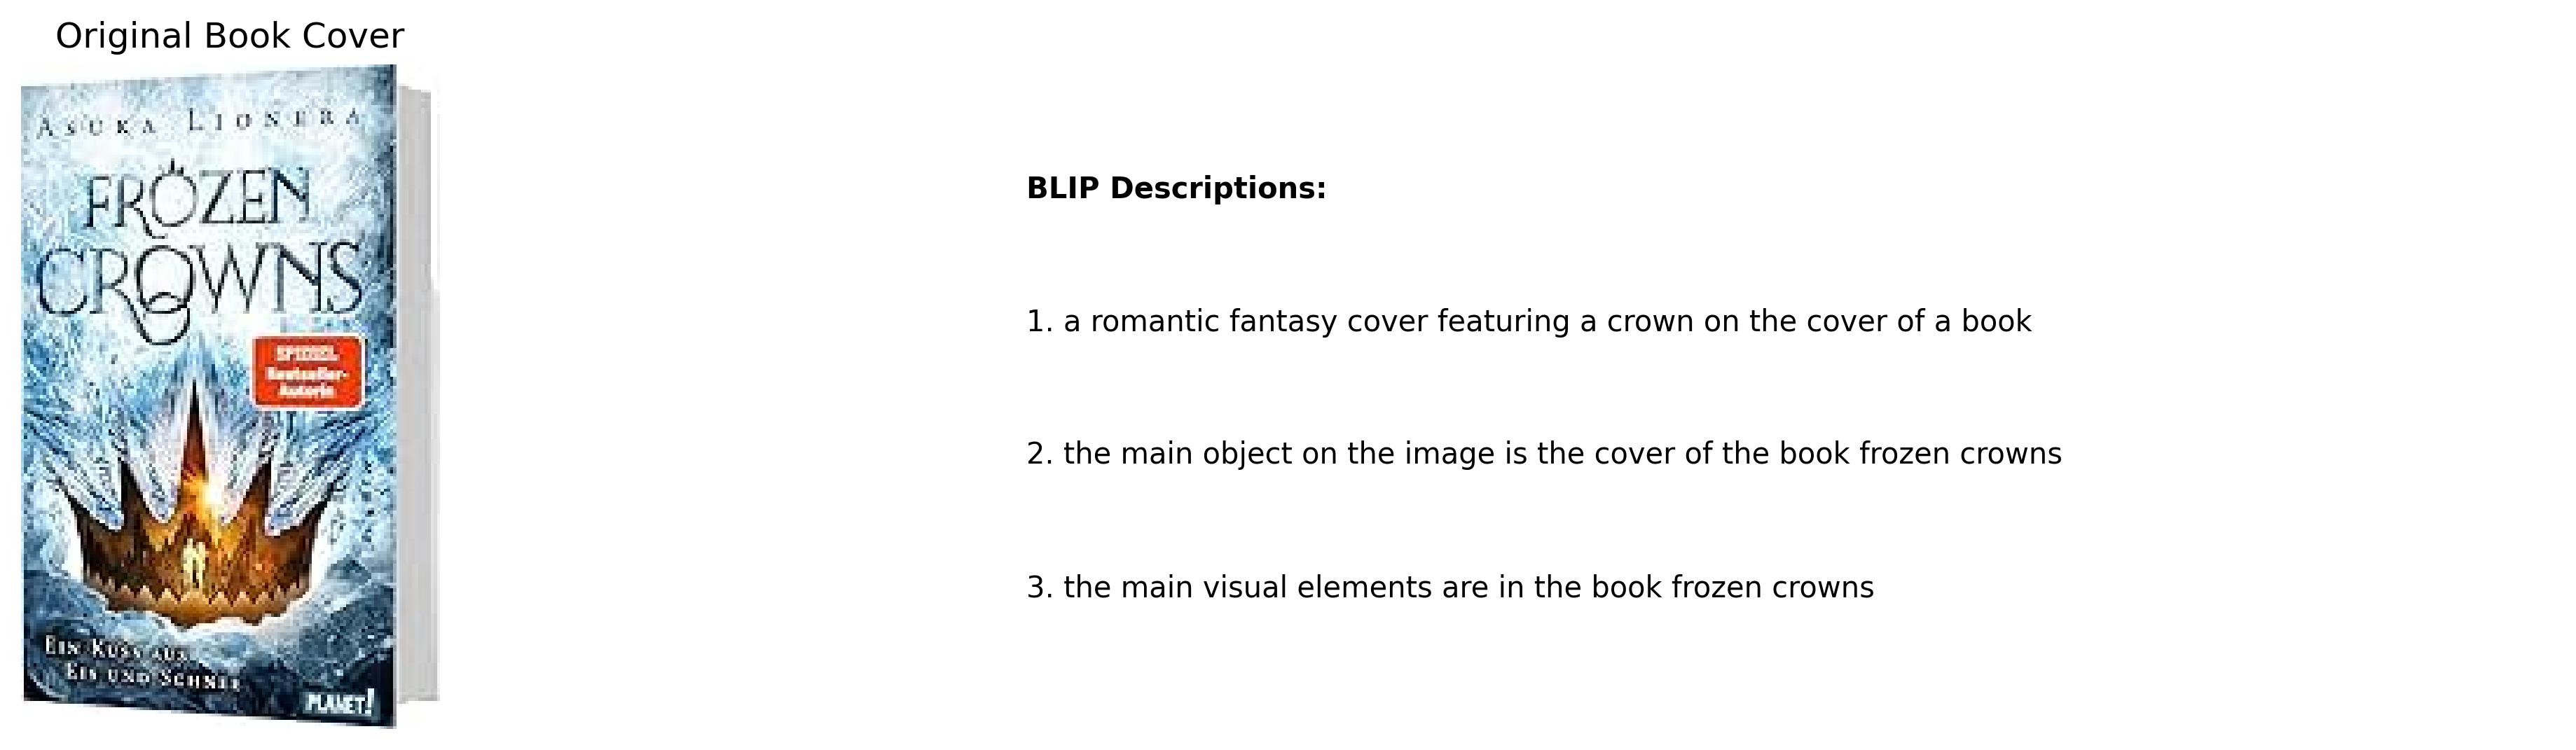 Original Book Cover
ASUKA LIONERA
FROZEN
CROWNS
SPIEGEL
Bestseller-
Autorin
EIN KUSS AUS
EIS UND SCHNEE
PLANET!
BLIP Descriptions:
1. a romantic fantasy cover featuring a crown on the cover of a book
2. the main object on the image is the cover of the book frozen crowns
3. the main visual elements are in the book frozen crowns